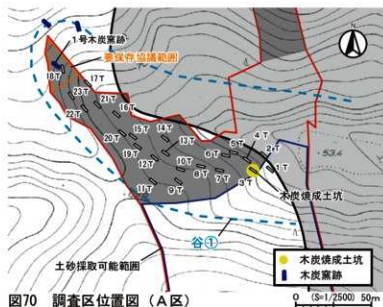 1号木炭窯跡
要保存協議範囲
18T
17T
23T
21T
16T
22T
15T
14T
4T
20T
13T
5T
2T
19T
6T
1T
53.4
12T
10T
8T
7T
3T
11T
9T
木炭焼成土坑
谷①
土砂採取可能範囲
木炭焼成土坑
木炭窯跡
図70 調査区位置図(A区)
0 (S=1/2500) 50m